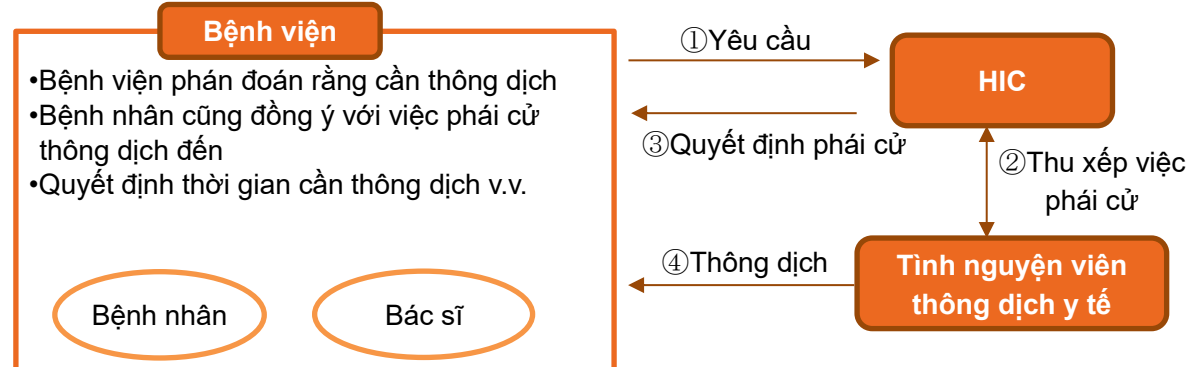 Bệnh viện
•Bệnh viện phán đoán rằng cần thông dịch
•Bệnh nhân cũng đồng ý với việc phái cử
thông dịch đến
•Quyết định thời gian cần thông dịch v.v.
Bệnh nhân
Bác sĩ
①Yêu cầu
HIC
③Quyết định phái cử
②Thu xếp việc
phái cử
④Thông dịch
Tình nguyện viên
thông dịch y tế